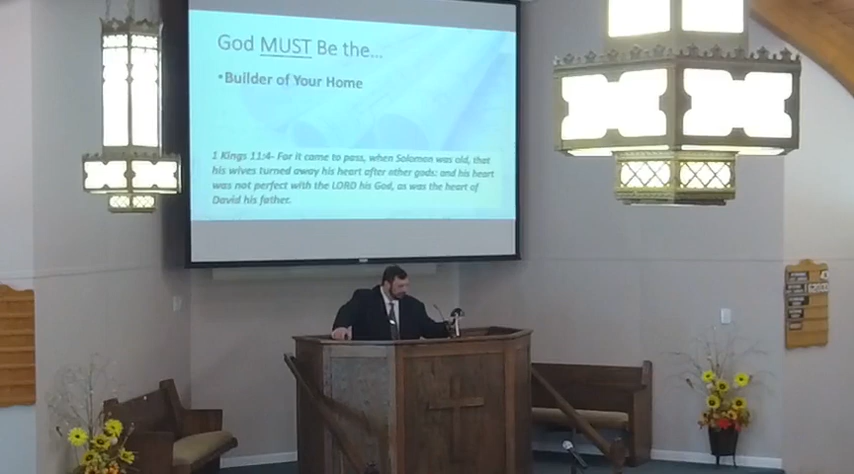 God MUST Be the...
•Builder of Your Home
1 Kings 11:4- For it came to pass, when Solomon was old, that
his wives turned away his heart after other gods: and his heart
was not perfect with the LORD his God, as was the heart of
David his father.